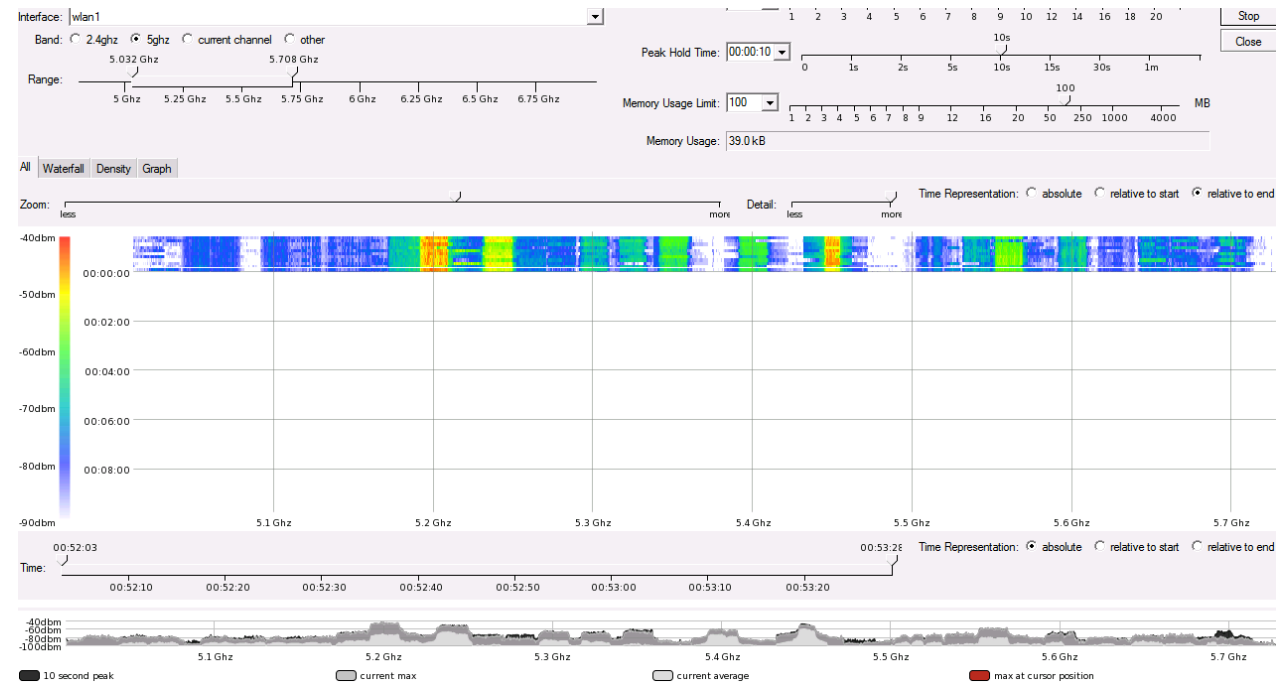 Interface: wlan1
1 2 3 4 5 6 7 8 9 10 12 14 16 18 20
Stop
Band: 2.4ghz 5ghz current channel other
Close
5.032 Ghz 5.708 Ghz
Range:
5 Ghz 5.25 Ghz 5.5 Ghz 5.75 Ghz 6 Ghz 6.25 Ghz 6.5 Ghz 6.75 Ghz
10s
Peak Hold Time: 00:00:10
0 1s 2s 5s 10s 15s 30s 1m
100
Memory Usage Limit: 100 MB
1 2 3 4 5 6 7 8 9 12 16 20 50 250 1000 4000
Memory Usage: 39.0 kB
All Waterfall Density Graph
Zoom: less more
Detail: less more
Time Representation: absolute relative to start relative to end
-40dbm
00:00:00
-50dbm
00:02:00
-60dbm
00:04:00
-70dbm
00:06:00
-80dbm
00:08:00
-90dbm
5.1 Ghz 5.2 Ghz 5.3 Ghz 5.4 Ghz 5.5 Ghz 5.6 Ghz 5.7 Ghz
00:52:03 00:53:28
Time Representation: absolute relative to start relative to end
Time:
00:52:10 00:52:20 00:52:30 00:52:40 00:52:50 00:53:00 00:53:10 00:53:20
-40dbm
-60dbm
-80dbm
-100dbm
5.1 Ghz 5.2 Ghz 5.3 Ghz 5.4 Ghz 5.5 Ghz 5.6 Ghz 5.7 Ghz
10 second peak current max current average max at cursor position